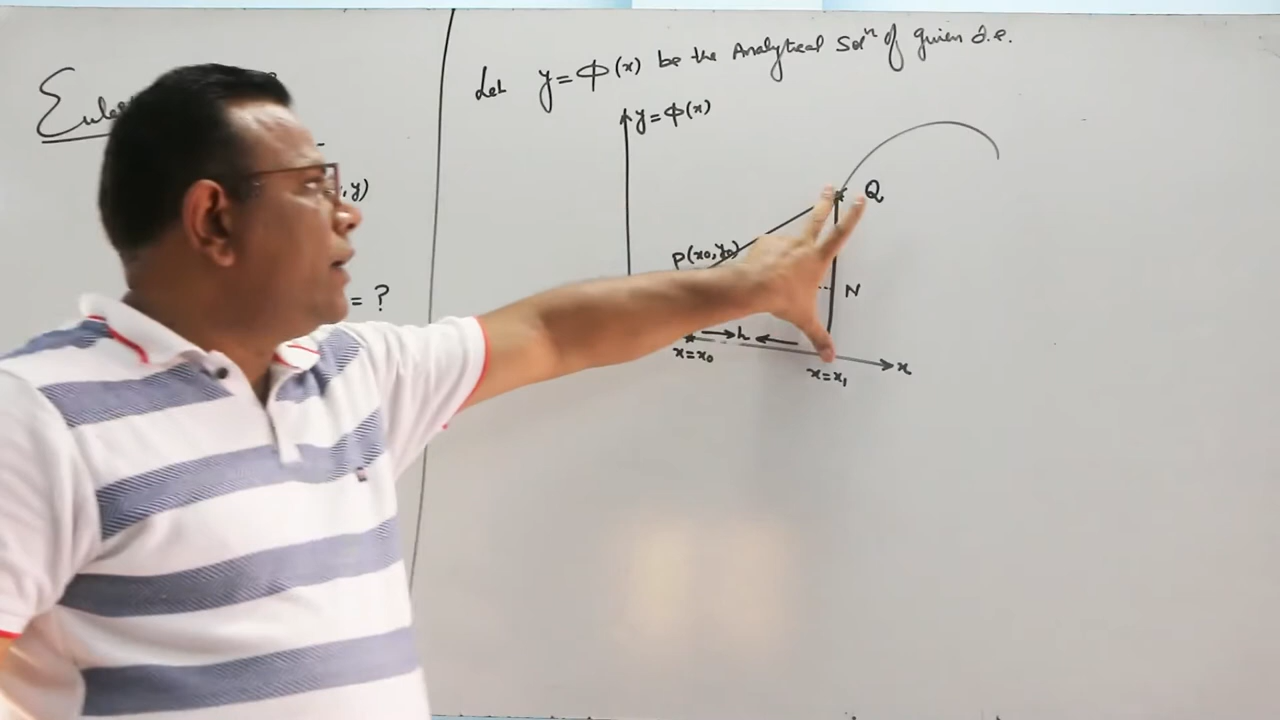 Let y = Φ(x) be the Analytical Solⁿ of given d.e.
y = Φ(x)
, y)
= ?
Q
P(x₀, y₀)
N
h
x = x₀
x = x₁
x